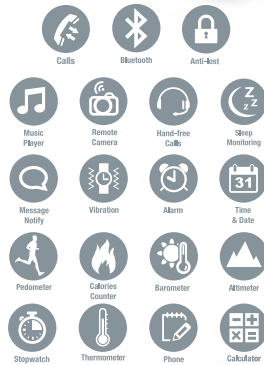 Calls
Bluetooth
Anti-lost
Music
Player
Remote
Camera
Hand-free
Calls
Z
z
z
Sleep
Monitoring
Message
Notify
Vibration
Alarm
31
Time
& Date
Pedometer
Calories
Counter
Barometer
Altimeter
Stopwatch
Thermometer
Phone
Calculator